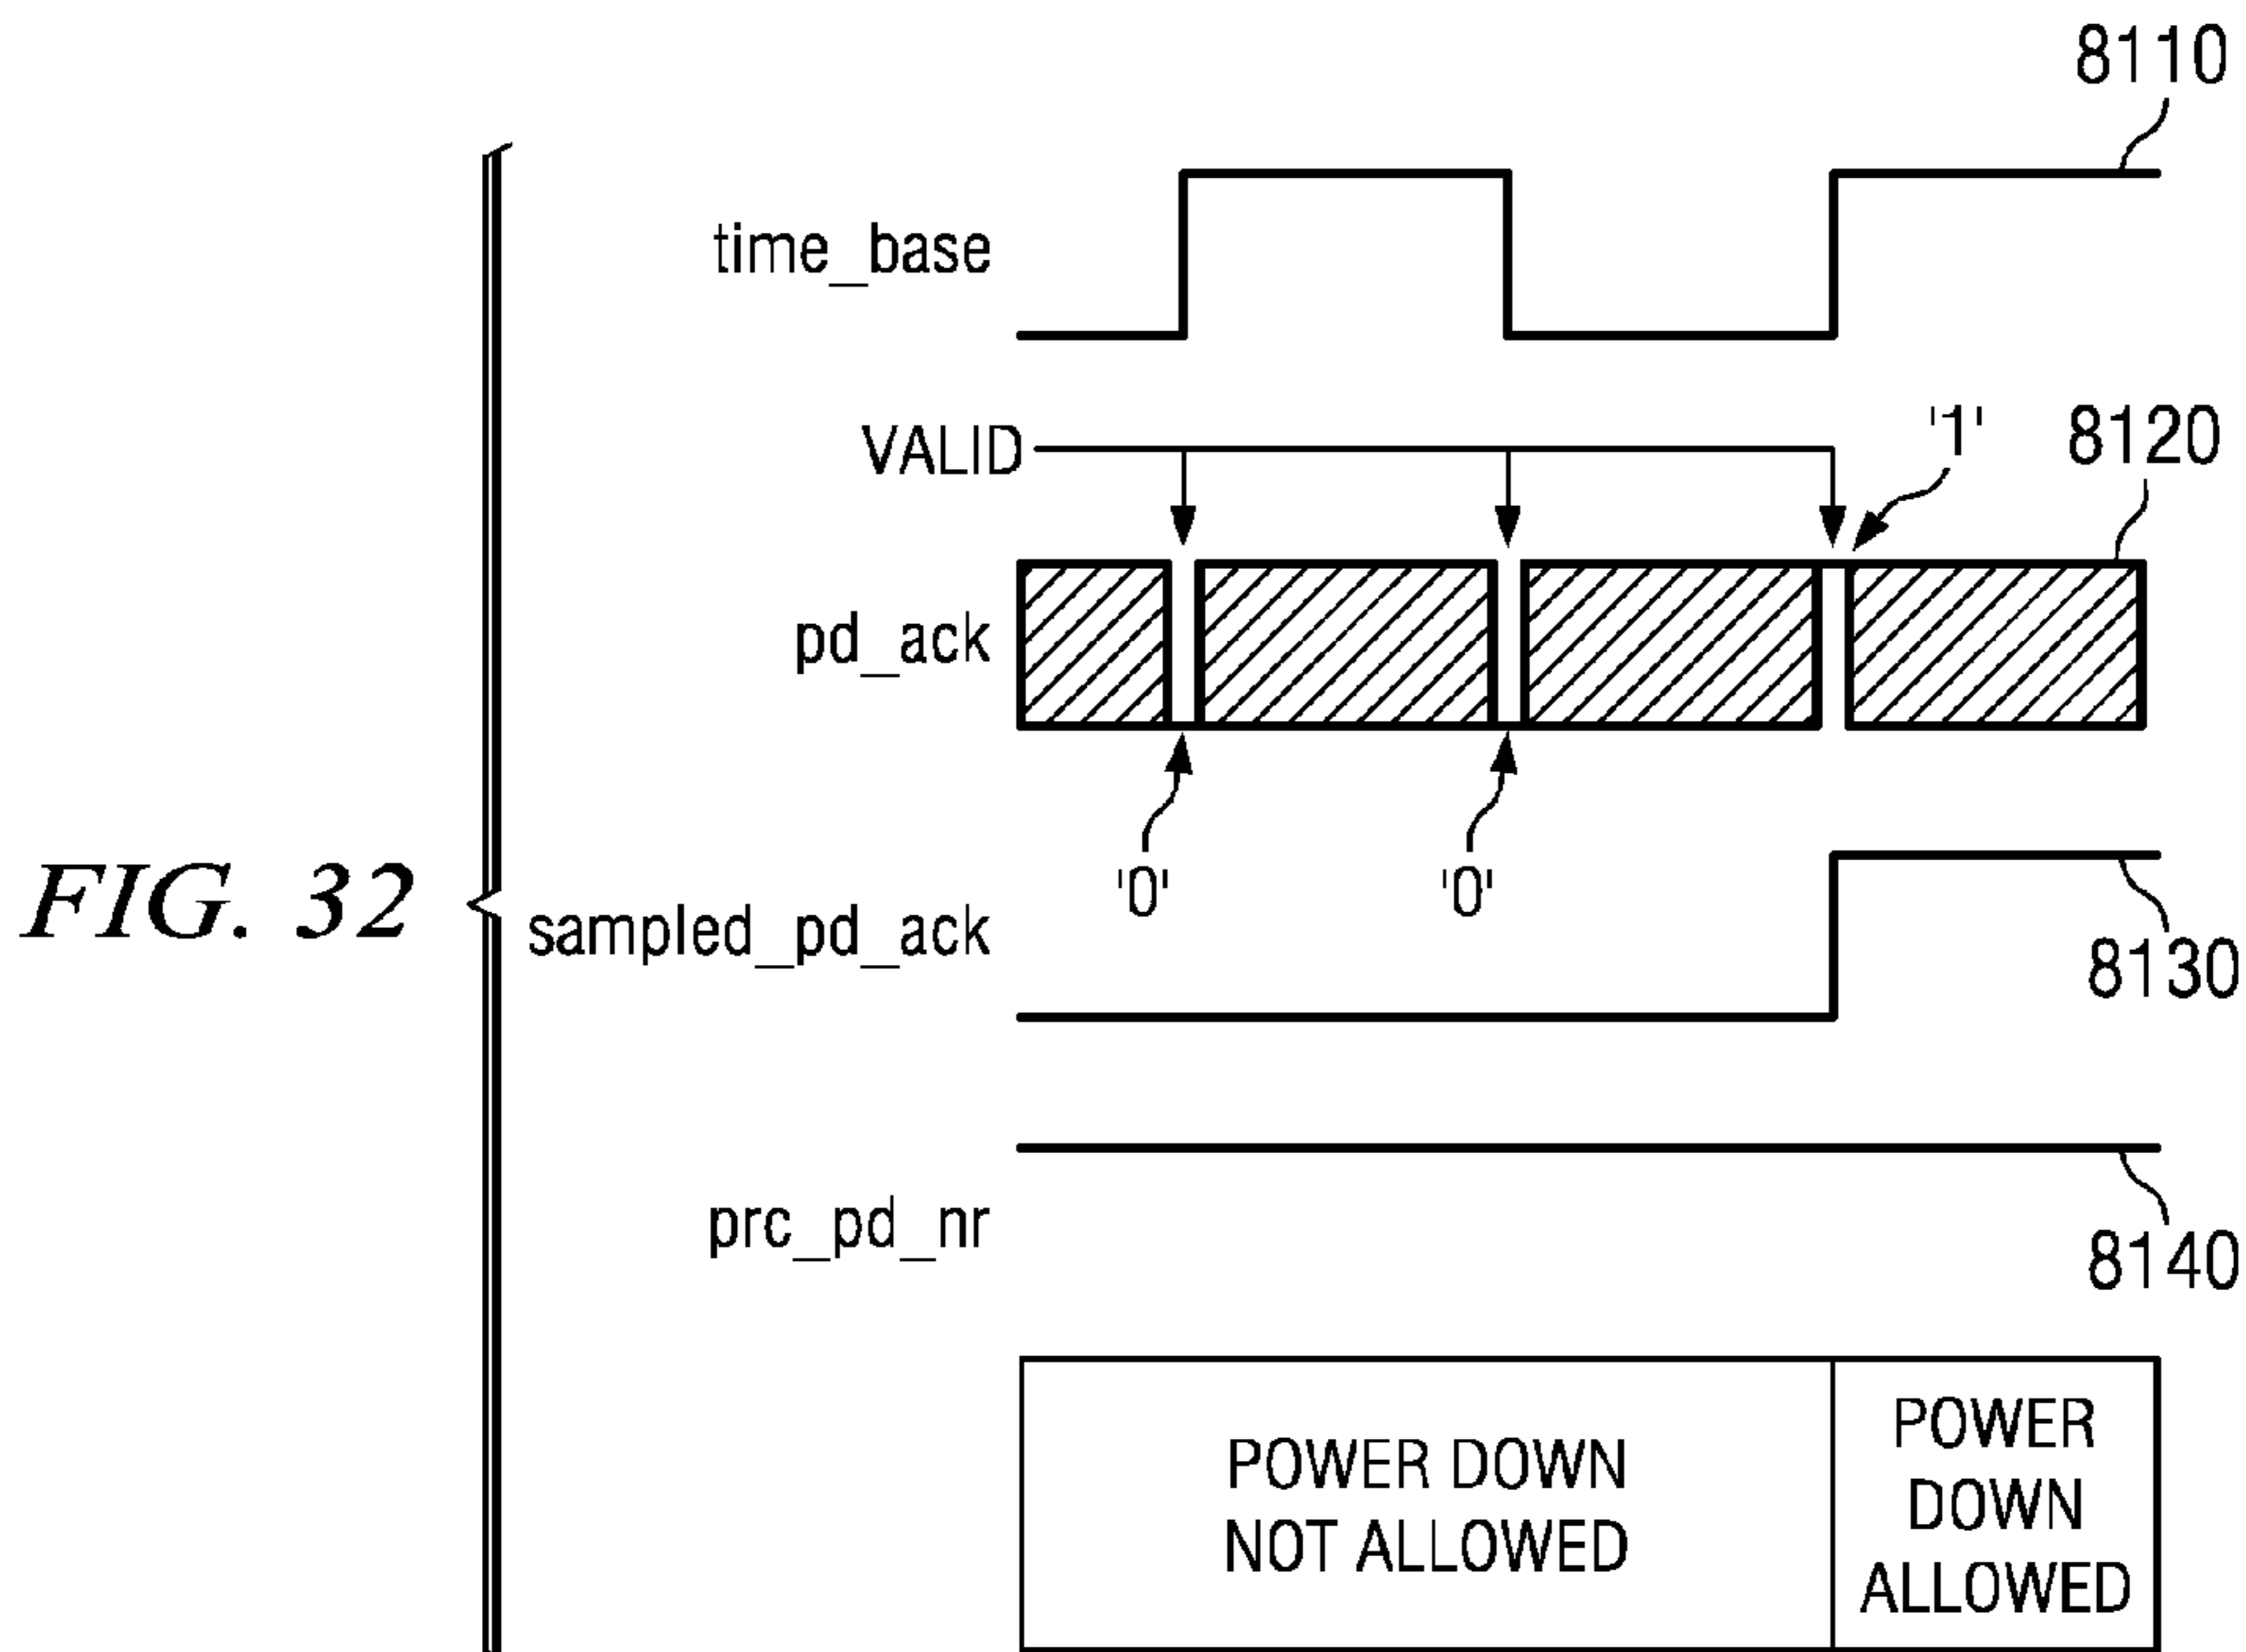 8110
time_base
VALID
'1'
8120
pd_ack
'0'
'0'
FIG. 32
sampled_pd_ack
8130
prc_pd_nr
8140
POWER DOWN
NOT ALLOWED
POWER
DOWN
ALLOWED